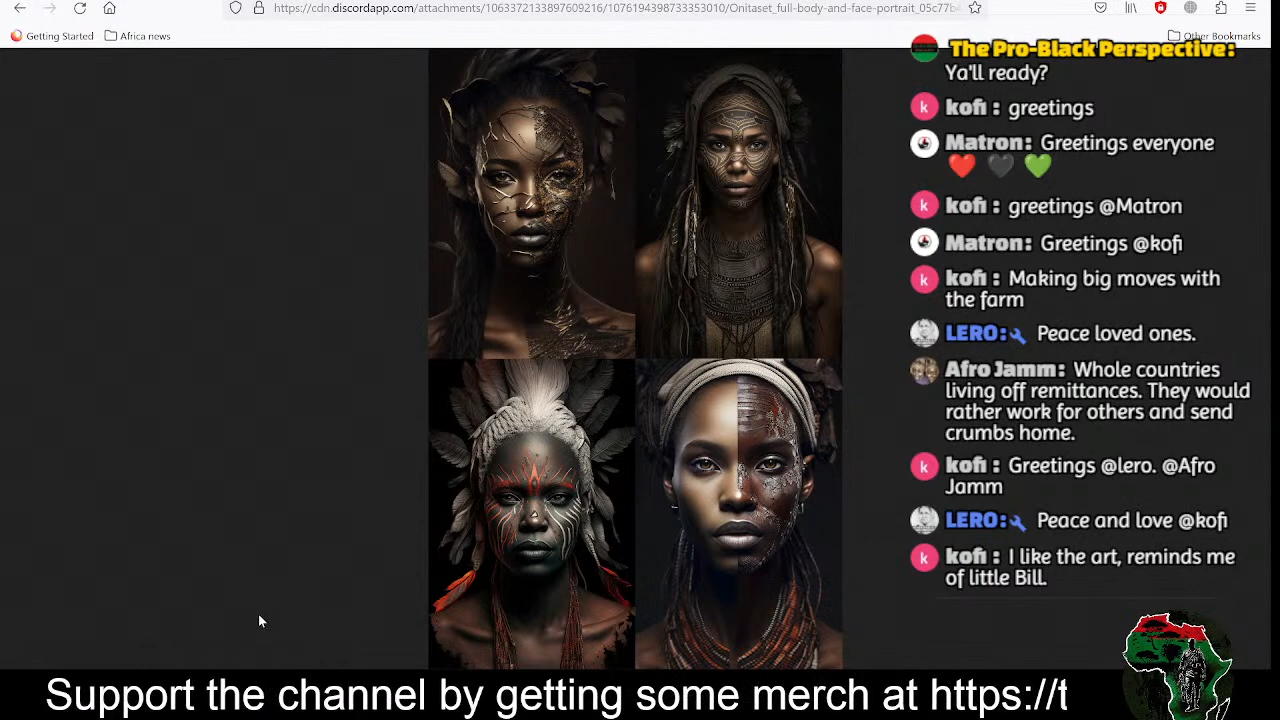 https://cdn.discordapp.com/attachments/1063372133897609216/1076194398733353010/Onitaset_full-body-and-face-portrait_05c77b
Getting Started
Africa news
Other Bookmarks
The Pro-Black Perspective:
Ya'll ready?
k kofi : greetings
Matron: Greetings everyone
❤️ 🖤 💚
k kofi : greetings @Matron
Matron: Greetings @kofi
k kofi : Making big moves with
the farm
LERO: Peace loved ones.
Afro Jamm: Whole countries
living off remittances. They would
rather work for others and send
crumbs home.
k kofi : Greetings @lero. @Afro
Jamm
LERO: Peace and love @kofi
k kofi : I like the art, reminds me
of little Bill.
Support the channel by getting some merch at https://t